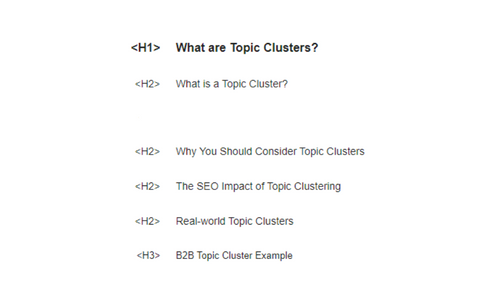 <H1> What are Topic Clusters?
<H2> What is a Topic Cluster?
<H2> Why You Should Consider Topic Clusters
<H2> The SEO Impact of Topic Clustering
<H2> Real-world Topic Clusters
<H3> B2B Topic Cluster Example